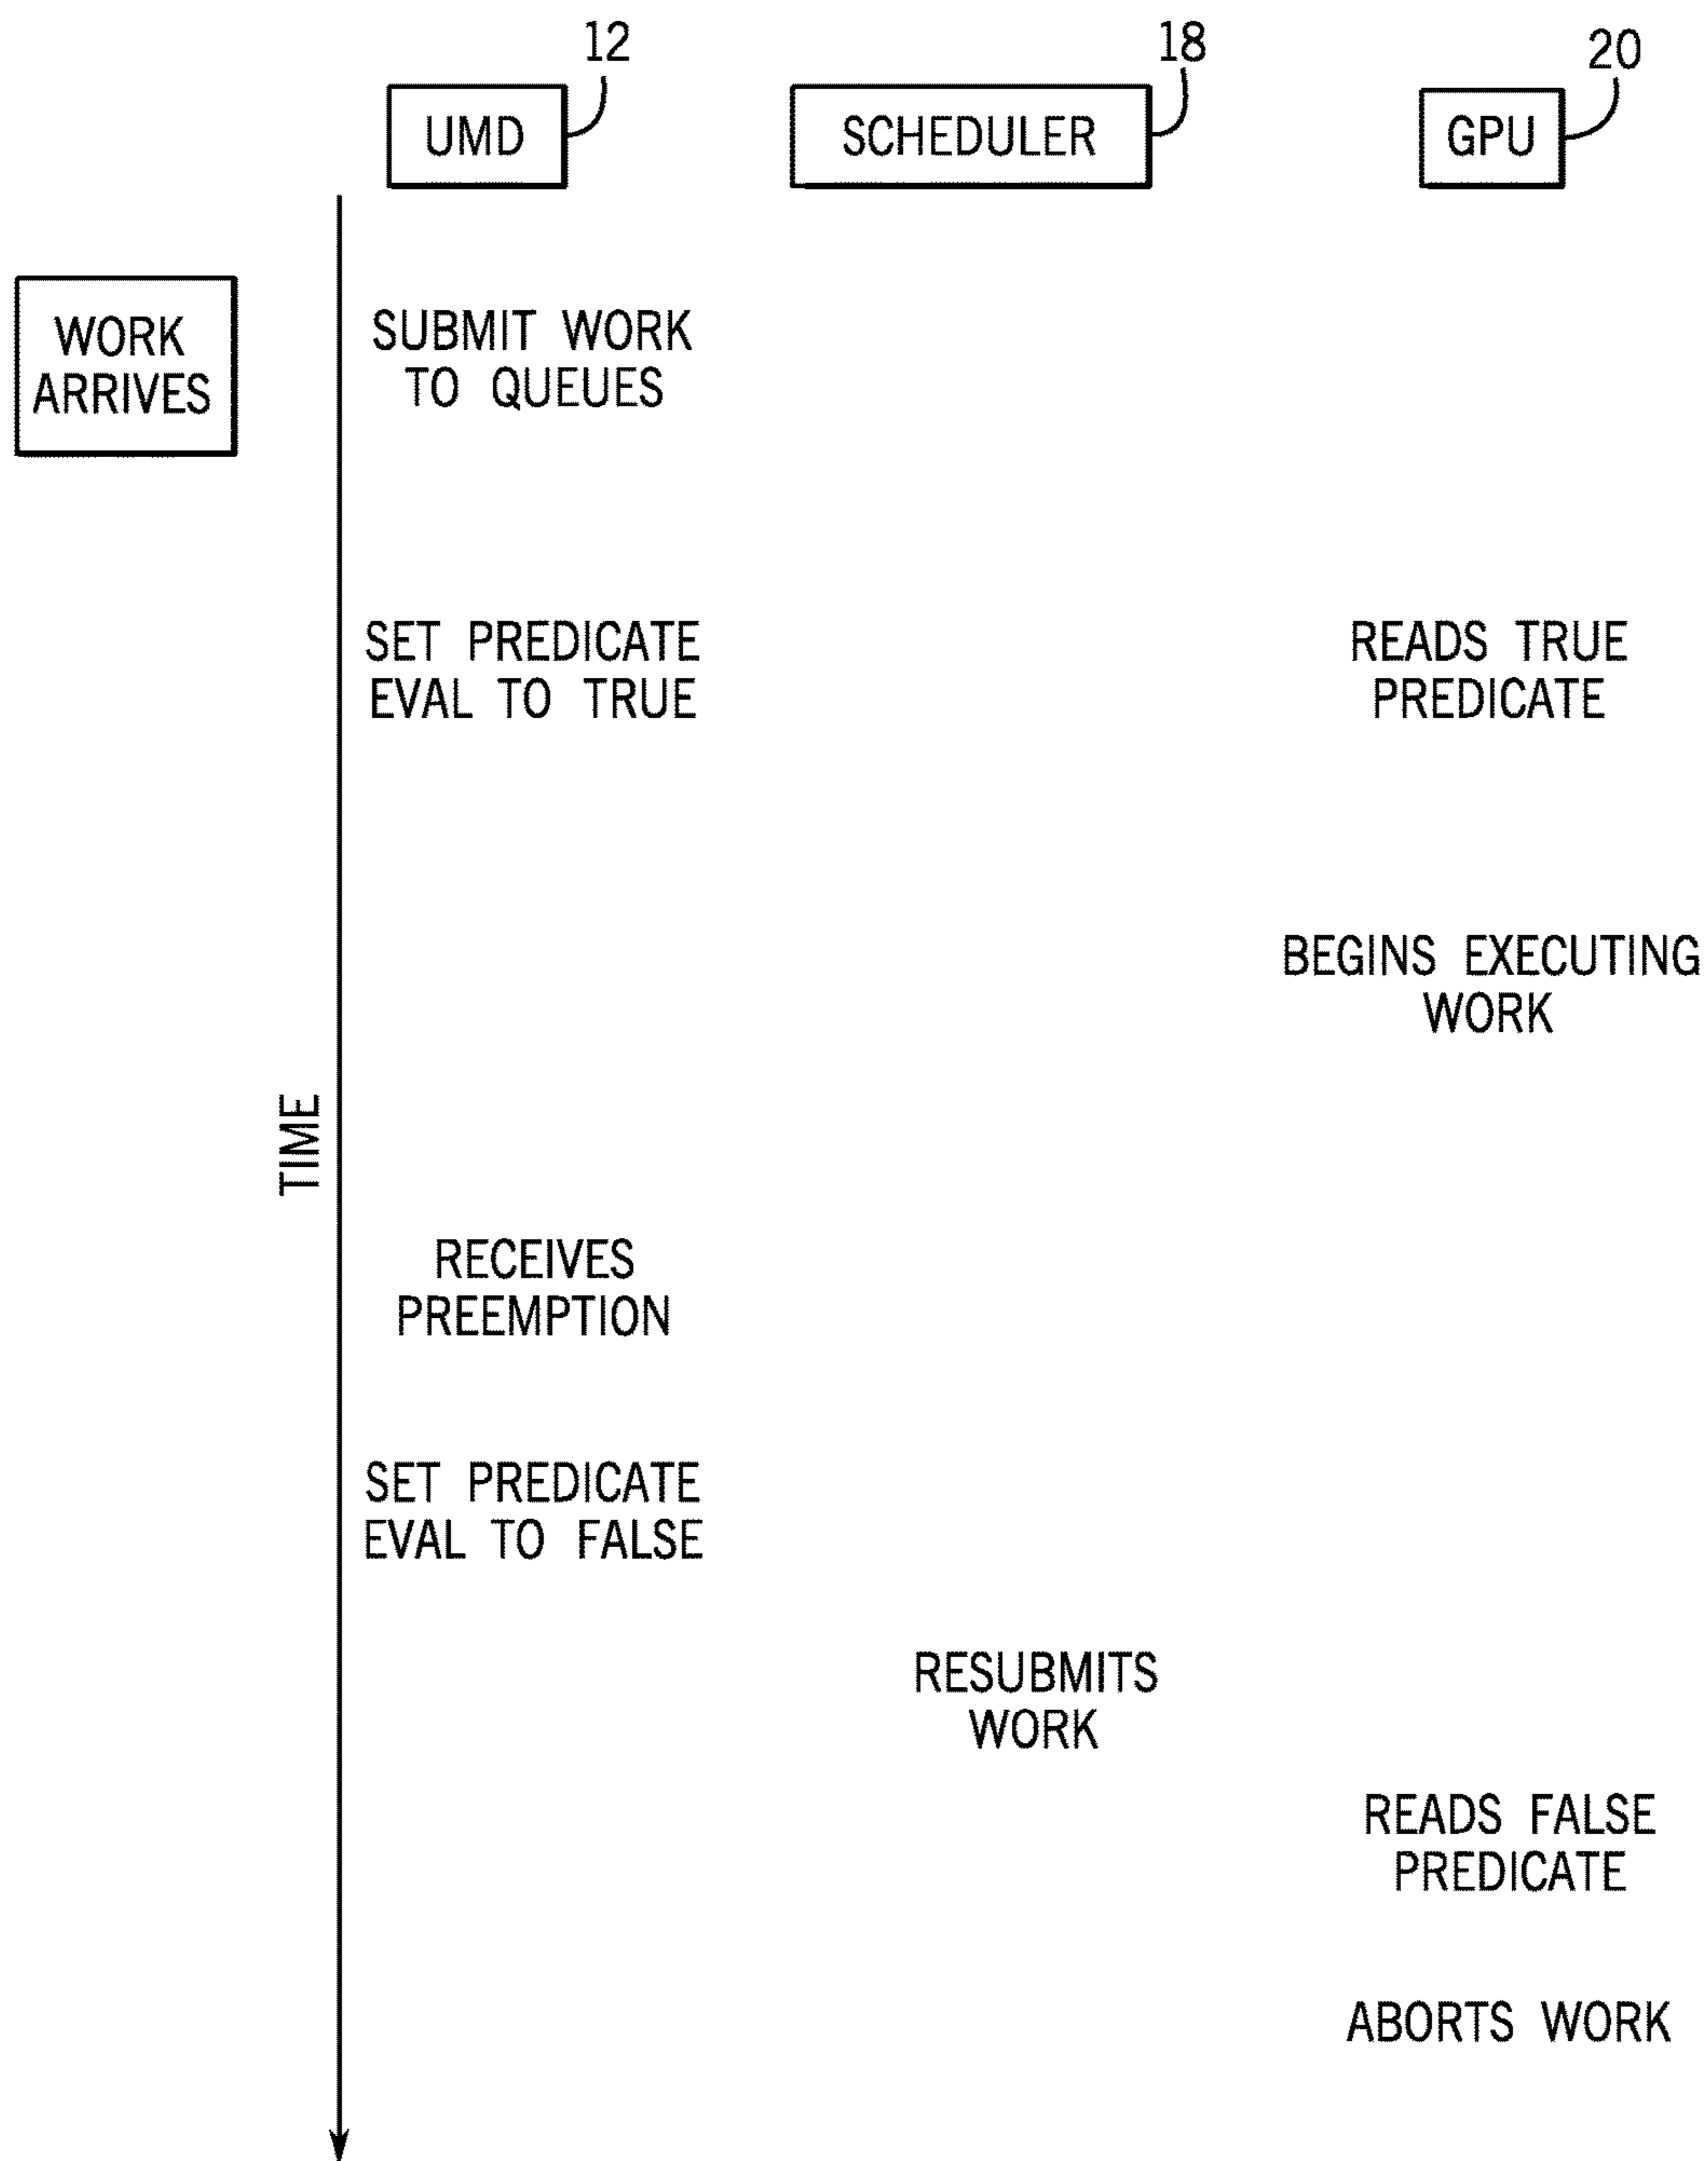 12
18
20
UMD
SCHEDULER
GPU
WORK
ARRIVES
SUBMIT WORK
TO QUEUES
SET PREDICATE
EVAL TO TRUE
READS TRUE
PREDICATE
BEGINS EXECUTING
WORK
TIME
RECEIVES
PREEMPTION
SET PREDICATE
EVAL TO FALSE
RESUBMITS
WORK
READS FALSE
PREDICATE
ABORTS WORK